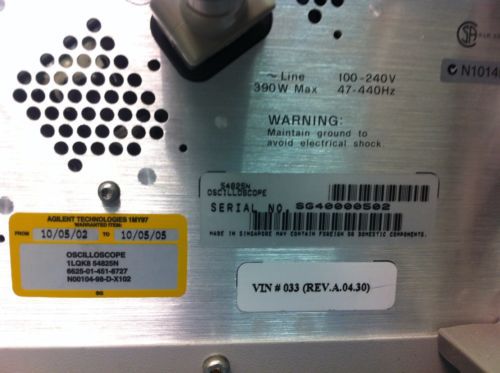 ~ Line 100-240V
390W Max 47-440Hz
WARNING:
Maintain ground to
avoid electrical shock
N1014
54825N
OSCILLOSCOPE
SERIAL NO. SG40000502
MADE IN SINGAPORE MAY CONTAIN FOREIGN OR DOMESTIC COMPONENTS.
AGILENT TECHNOLOGIES 1MY97
WARRANTED ITEM:
FROM 10/05/02 TO 10/05/05
OSCILLOSCOPE
1LQK8 54825N
6625-01-451-8727
N00104-98-D-X102
SG
VIN # 033 (REV.A.04.30)